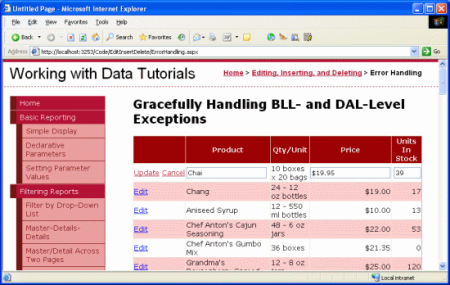 Untitled Page - Microsoft Internet Explorer
File Edit View Favorites Tools Help
Back Search Favorites
Address http://localhost:3253/Code/EditInsertDelete/ErrorHandling.aspx Go
Working with Data Tutorials
Home > Editing, Inserting, and Deleting > Error Handling
Home
Basic Reporting
Simple Display
Declarative
Parameters
Setting Parameter
Values
Filtering Reports
Filter by Drop-Down
List
Master-Details-
Details
Master/Detail Across
Two Pages
Gracefully Handling BLL- and DAL-Level
Exceptions
Product Qty/Unit Price Units In Stock
Update Cancel Chai 10 boxes x 20 bags $19.95 39
Edit Chang 24 - 12 oz bottles $19.00 17
Edit Aniseed Syrup 12 - 550 ml bottles $10.00 13
Edit Chef Anton's Cajun Seasoning 48 - 6 oz jars $22.00 53
Edit Chef Anton's Gumbo Mix 36 boxes $21.35 0
Edit Grandma's 12 - 8 oz $25.00 120
Local intranet